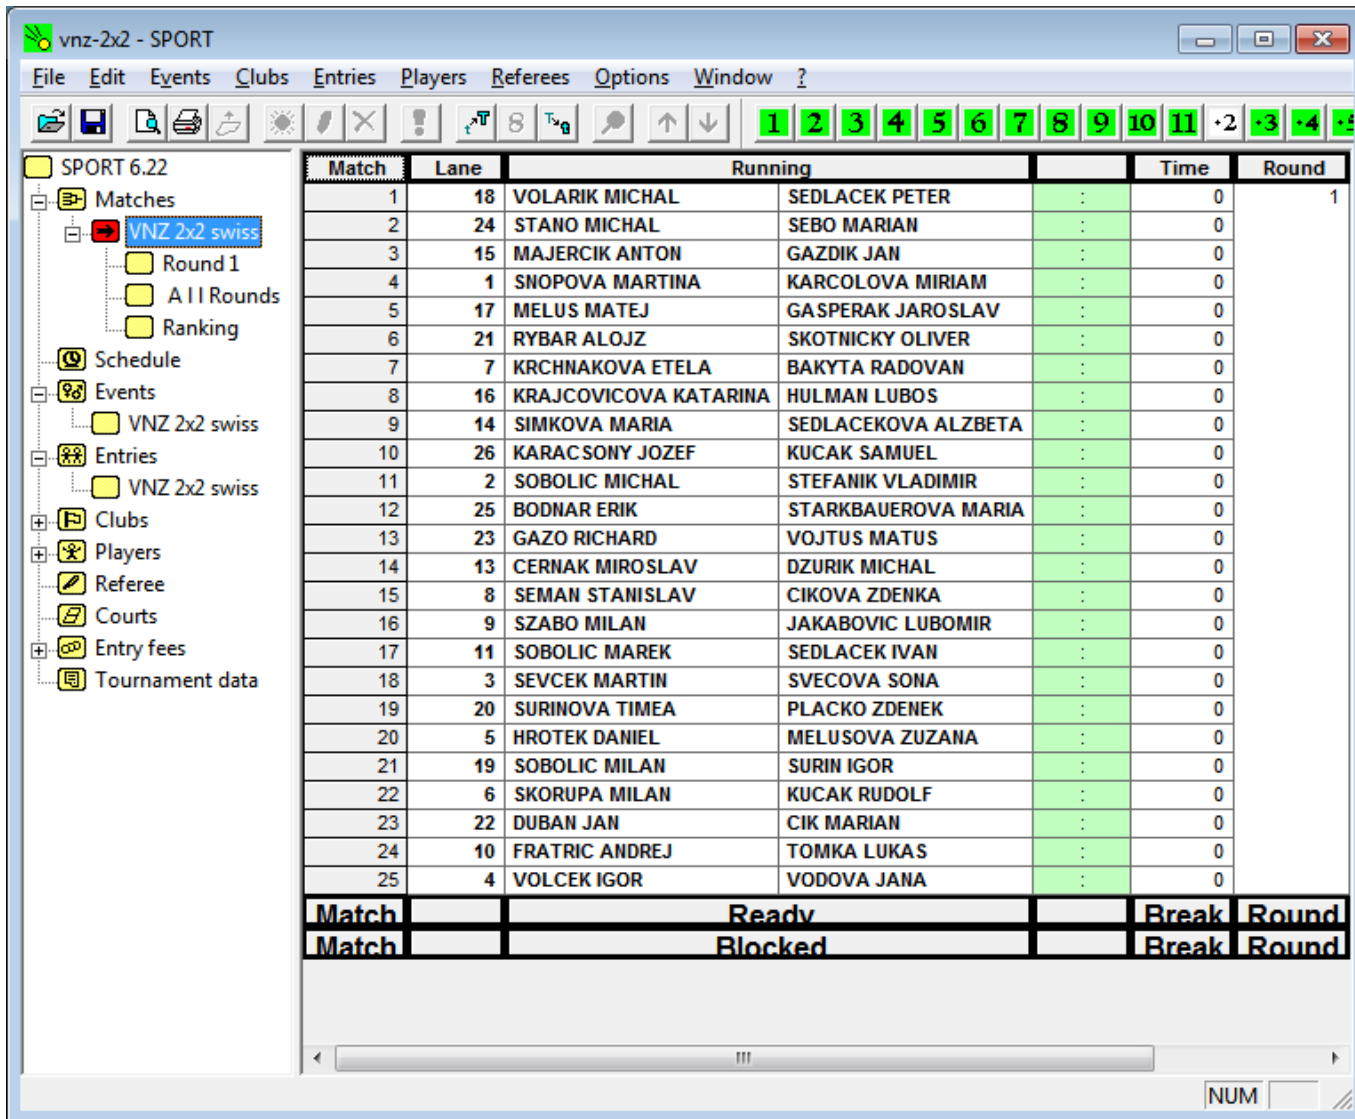 vnz-2x2 - SPORT
File Edit Events Clubs Entries Players Referees Options Window ?
1 2 3 4 5 6 7 8 9 10 11 +2 +3 +4
SPORT 6.22
Matches
VNZ 2x2 swiss
Round 1
A l l Rounds
Ranking
Schedule
Events
VNZ 2x2 swiss
Entries
VNZ 2x2 swiss
Clubs
Players
Referee
Courts
Entry fees
Tournament data
Match Lane Running Time Round
1 18 VOLARIK MICHAL SEDLACEK PETER : 0 1
2 24 STANO MICHAL SEBO MARIAN : 0
3 15 MAJERCIK ANTON GAZDIK JAN : 0
4 1 SNOPOVA MARTINA KARCOLOVA MIRIAM : 0
5 17 MELUS MATEJ GASPERAK JAROSLAV : 0
6 21 RYBAR ALOJZ SKOTNICKY OLIVER : 0
7 7 KRCHNAKOVA ETELA BAKYTA RADOVAN : 0
8 16 KRAJCOVICOVA KATARINA HULMAN LUBOS : 0
9 14 SIMKOVA MARIA SEDLACEKOVA ALZBETA : 0
10 26 KARACSONY JOZEF KUCAK SAMUEL : 0
11 2 SOBOLIC MICHAL STEFANIK VLADIMIR : 0
12 25 BODNAR ERIK STARKBAUEROVA MARIA : 0
13 23 GAZO RICHARD VOJTUS MATUS : 0
14 13 CERNAK MIROSLAV DZURIK MICHAL : 0
15 8 SEMAN STANISLAV CIKOVA ZDENKA : 0
16 9 SZABO MILAN JAKABOVIC LUBOMIR : 0
17 11 SOBOLIC MAREK SEDLACEK IVAN : 0
18 3 SEVCEK MARTIN SVECOVA SONA : 0
19 20 SURINOVA TIMEA PLACKO ZDENEK : 0
20 5 HROTEK DANIEL MELUSOVA ZUZANA : 0
21 19 SOBOLIC MILAN SURIN IGOR : 0
22 6 SKORUPA MILAN KUCAK RUDOLF : 0
23 22 DUBAN JAN CIK MARIAN : 0
24 10 FRATRIC ANDREJ TOMKA LUKAS : 0
25 4 VOLCEK IGOR VODOVA JANA : 0
Match Ready Break Round
Match Blocked Break Round
NUM